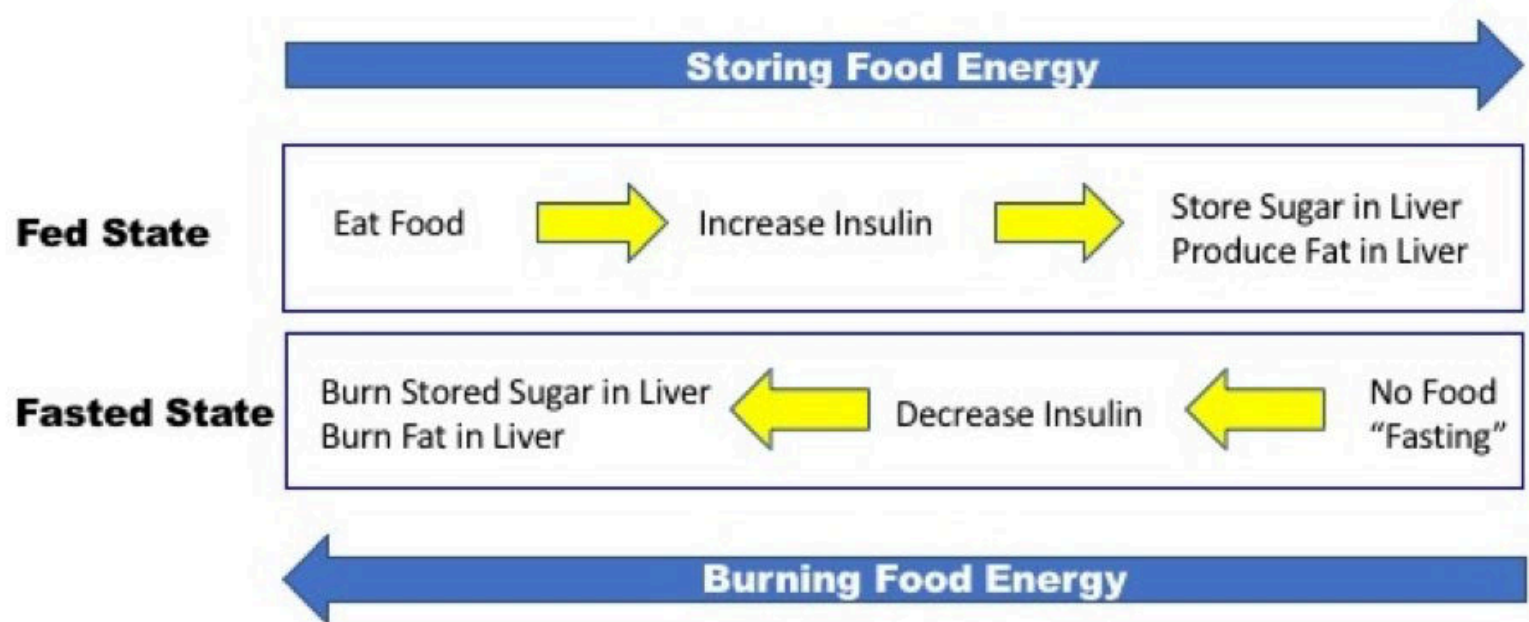 Storing Food Energy
Fed State
Eat Food
Increase Insulin
Store Sugar in Liver
Produce Fat in Liver
Fasted State
Burn Stored Sugar in Liver
Burn Fat in Liver
Decrease Insulin
No Food
“Fasting”
Burning Food Energy